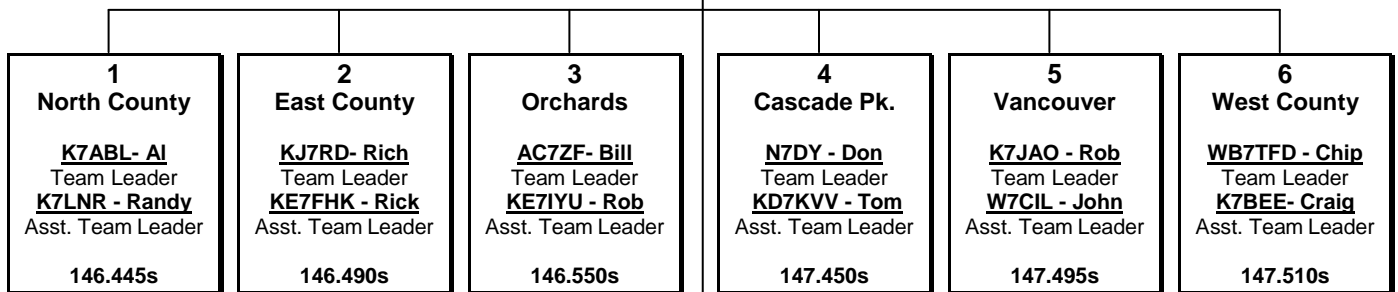 1
North County
K7ABL- Al
Team Leader
K7LNR - Randy
Asst. Team Leader
146.445s
2
East County
KJ7RD- Rich
Team Leader
KE7FHK - Rick
Asst. Team Leader
146.490s
3
Orchards
AC7ZF- Bill
Team Leader
KE7IYU - Rob
Asst. Team Leader
146.550s
4
Cascade Pk.
N7DY - Don
Team Leader
KD7KVV - Tom
Asst. Team Leader
147.450s
5
Vancouver
K7JAO - Rob
Team Leader
W7CIL - John
Asst. Team Leader
147.495s
6
West County
WB7TFD - Chip
Team Leader
K7BEE- Craig
Asst. Team Leader
147.510s